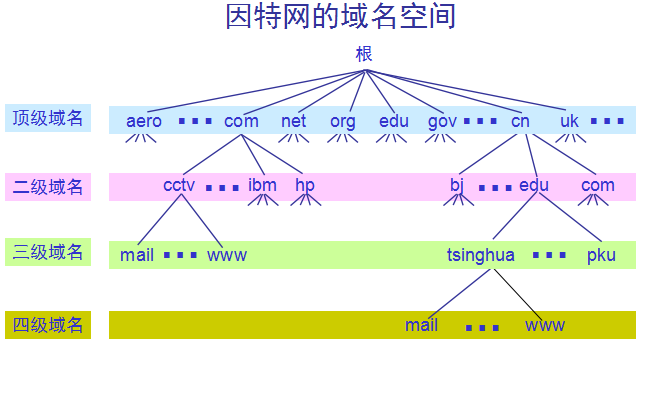 因特网的域名空间
根
顶级域名 aero ... com net org edu gov ... cn uk ...
二级域名 cctv ... ibm hp bj ... edu com
三级域名 mail ... www tsinghua ... pku
四级域名 mail ... www